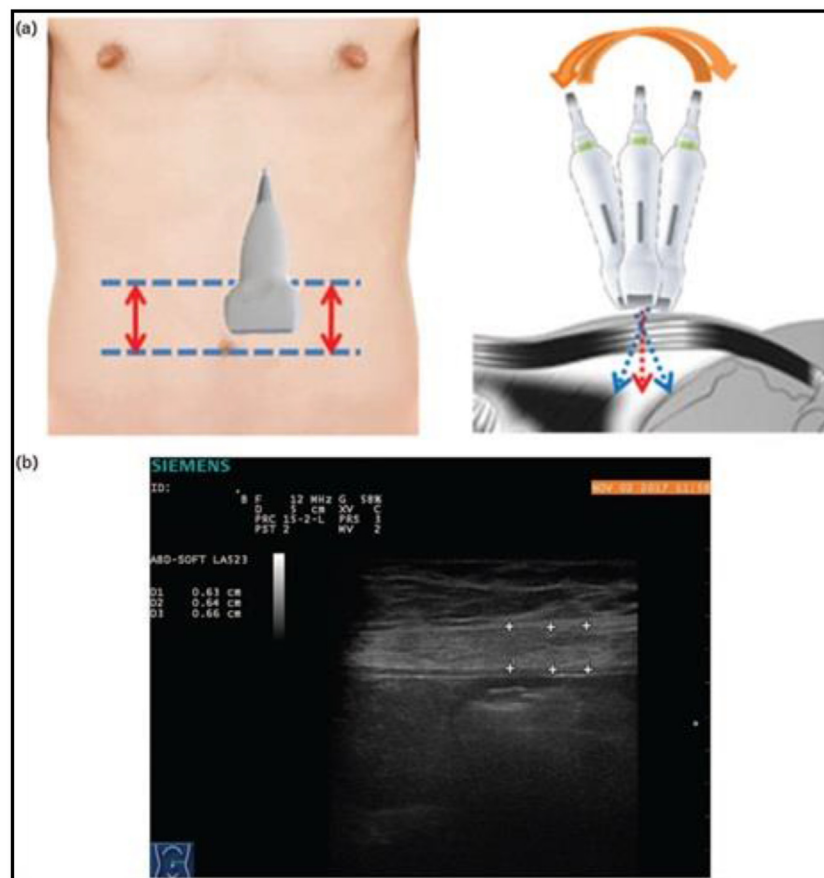 (a)
(b)
SIEMENS
ID:
B F 12 MHz G 58%
D 5 cm XV C
PRC 15-2-L PRS 3
PST 2 MV 2
NOV 02 2017
ABD-SOFT LA523
D1 0.63 cm
D2 0.64 cm
D3 0.66 cm